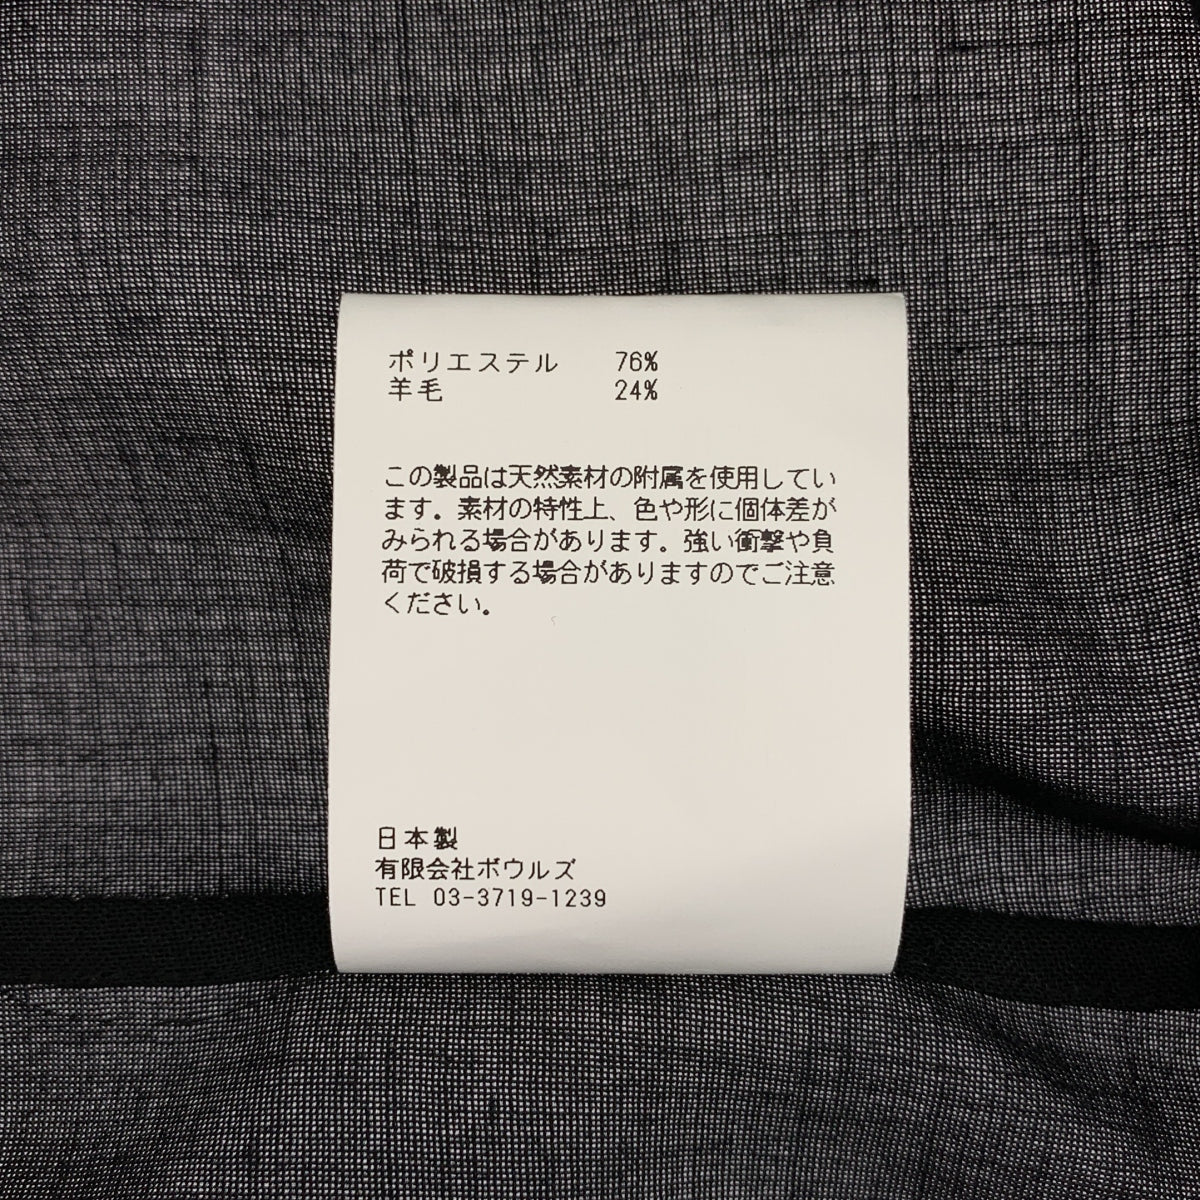 ポリエステル 76%
羊毛 24%
この製品は天然素材の附属を使用してい
ます。素材の特性上、色や形に個体差が
みられる場合があります。強い衝撃や負
荷で破損する場合がありますのでご注意
ください。
日本製
有限会社ボウルズ
TEL 03-3719-1239